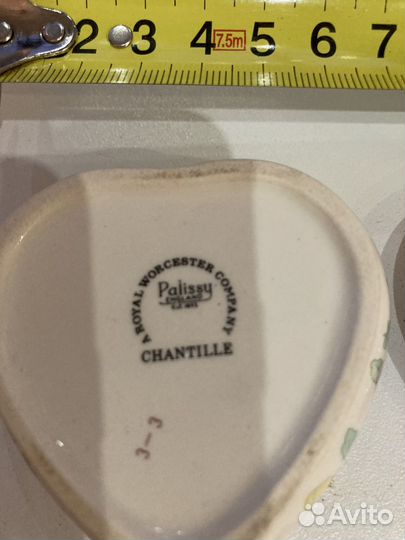 2 3 4 7.5m 5 6 7
A ROYAL WORCESTER COMPANY
Palissy
ENGLAND
CHANTILLE
3-3
Avito